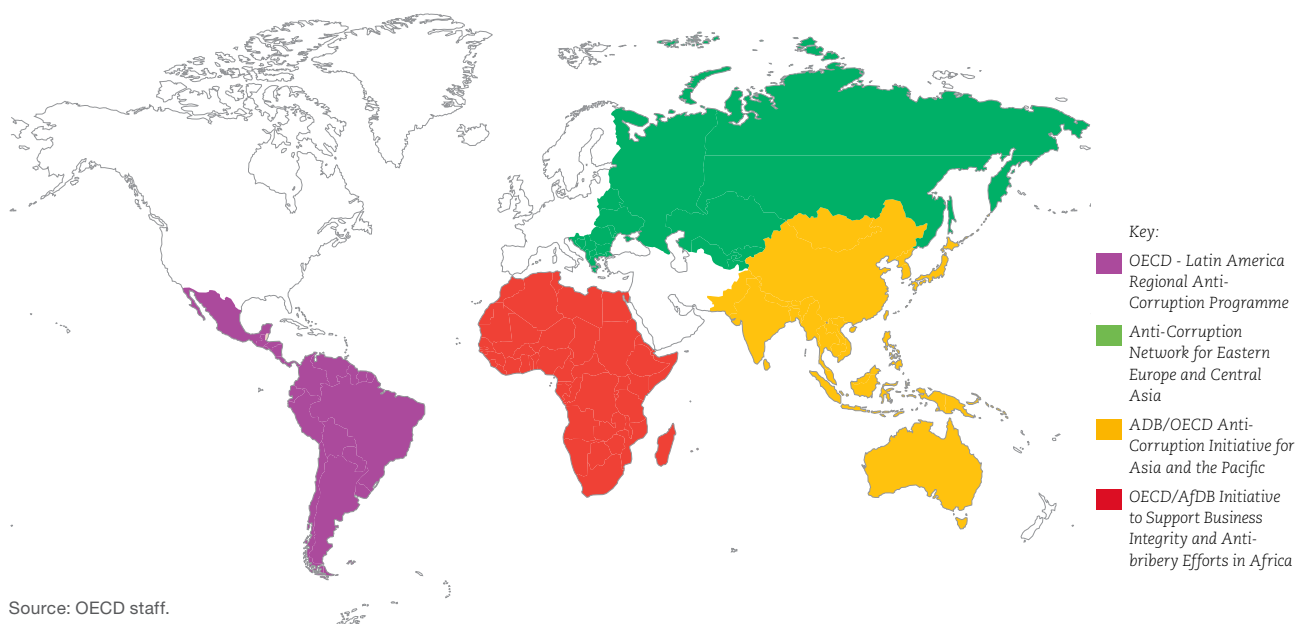 Key:
OECD - Latin America
Regional Anti-
Corruption Programme
Anti-Corruption
Network for Eastern
Europe and Central
Asia
ADB/OECD Anti-
Corruption Initiative for
Asia and the Pacific
OECD/AfDB Initiative
to Support Business
Integrity and Anti-
bribery Efforts in Africa
Source: OECD staff.